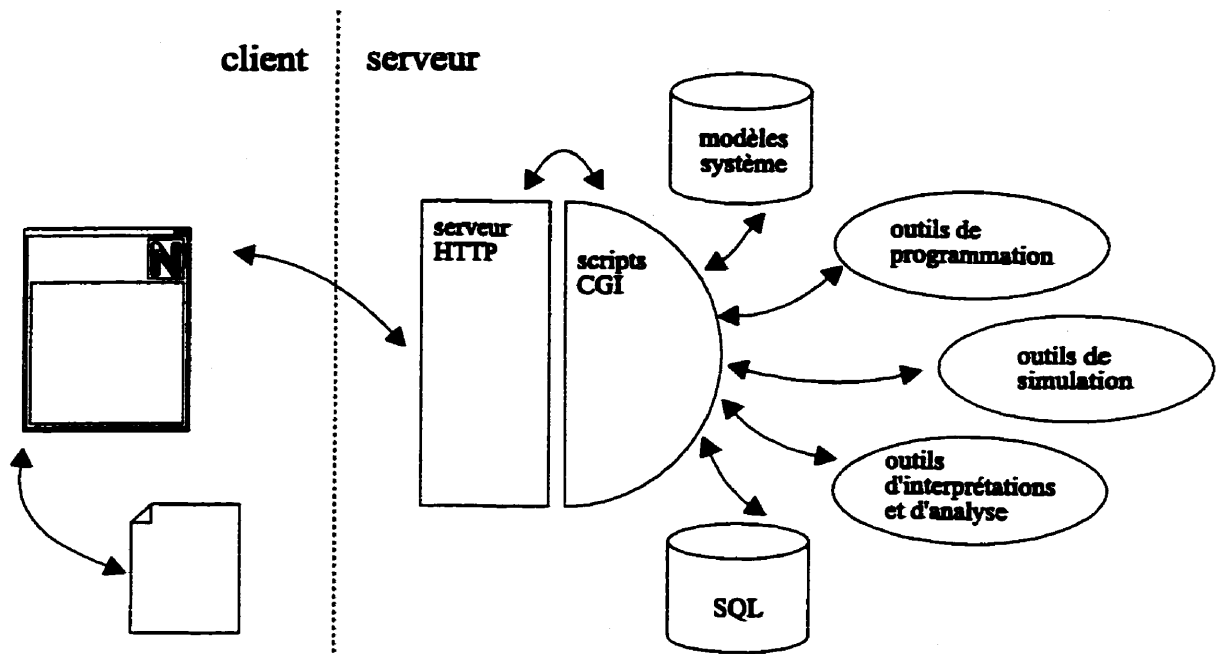 client
serveur
modèles
système
serveur
HTTP
scripts
CGI
N
outils de
programmation
outils de
simulation
outils
d'interprétations
et d'analyse
SQL